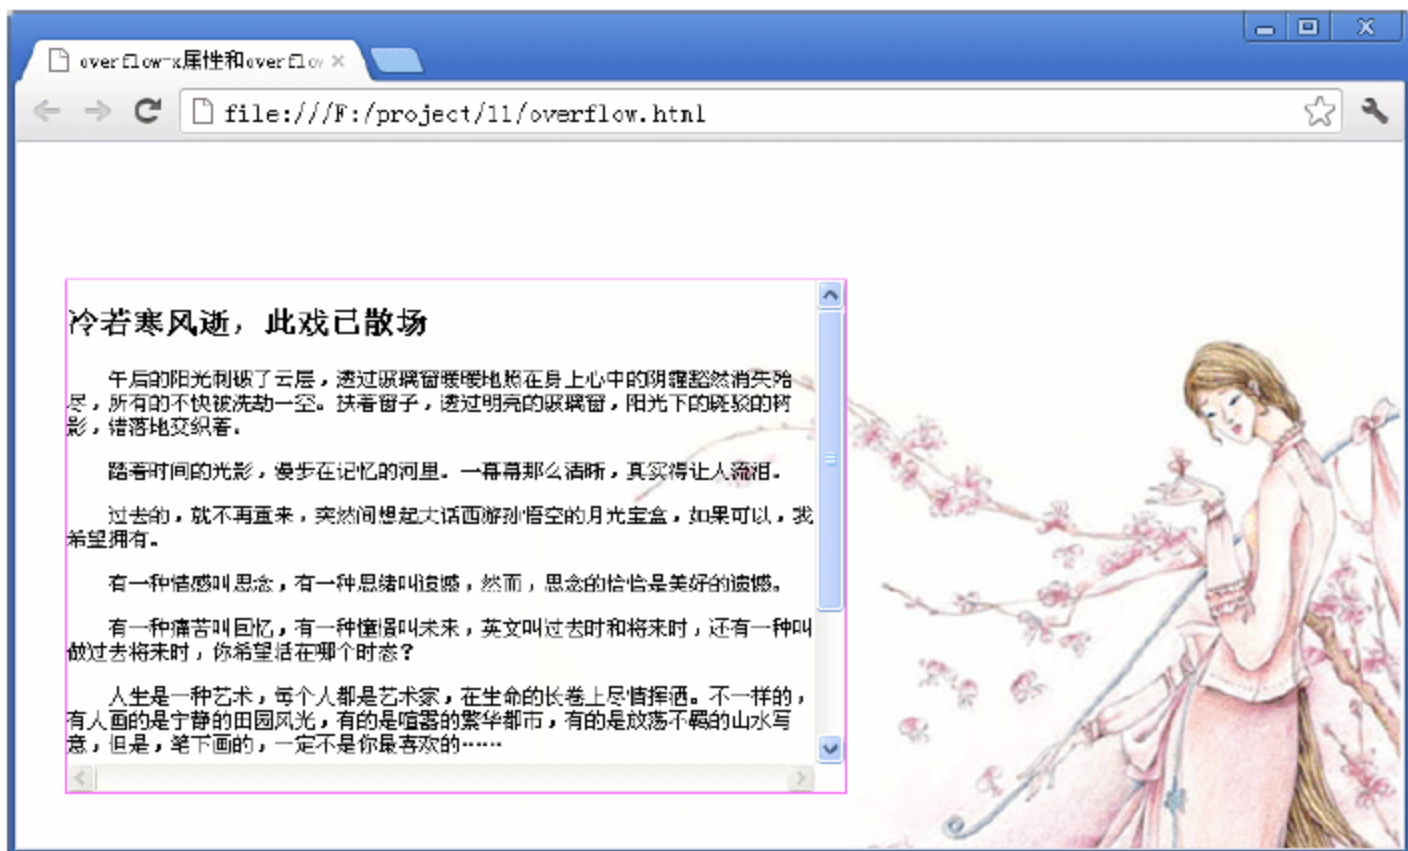 overflow-x属性和overflow
file:///F:/project/11/overflow.html
冷若寒风逝，此戏已散场
午后的阳光刺破了云层，透过玻璃窗暖暖地照在身上心中的阴霾豁然消失殆
尽，所有的不快被洗劫一空。扶着窗子，透过明亮的玻璃窗，阳光下的斑驳的树
影，错落地交织着。
踏着时间的光影，漫步在记忆的河里。一幕幕那么清晰，真实得让人流泪。
过去的，就不再重来，突然间想起大话西游孙悟空的月光宝盒，如果可以，我
希望拥有。
有一种情感叫思念，有一种思绪叫遗憾，然而，思念的恰恰是美好的遗憾。
有一种痛苦叫回忆，有一种憧憬叫未来，英文叫过去时和将来时，还有一种叫
做过去将来时，你希望活在哪个时态？
人生是一种艺术，每个人都是艺术家，在生命的长卷上尽情挥洒。不一样的，
有人画的是宁静的田园风光，有的是喧嚣的繁华都市，有的是放荡不羁的山水写
意，但是，笔下画的，一定不是你最喜欢的……